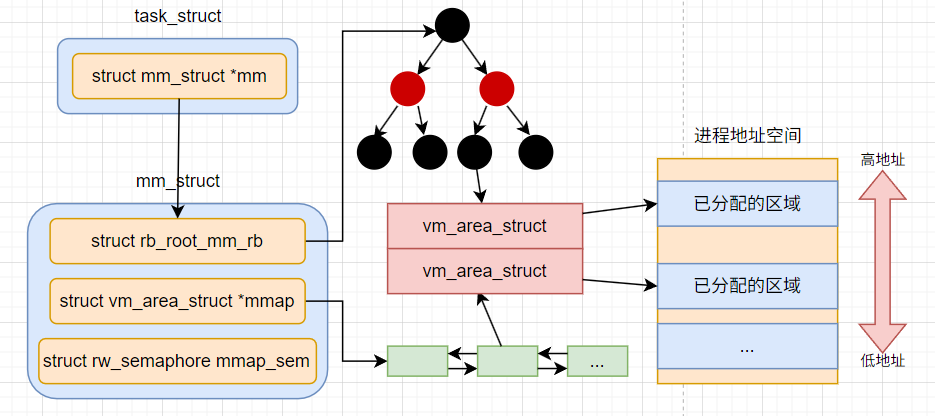 task_struct
struct mm_struct *mm
mm_struct
struct rb_root_mm_rb
struct vm_area_struct *mmap
struct rw_semaphore mmap_sem
vm_area_struct
vm_area_struct
...
进程地址空间
已分配的区域
已分配的区域
...
高地址
低地址